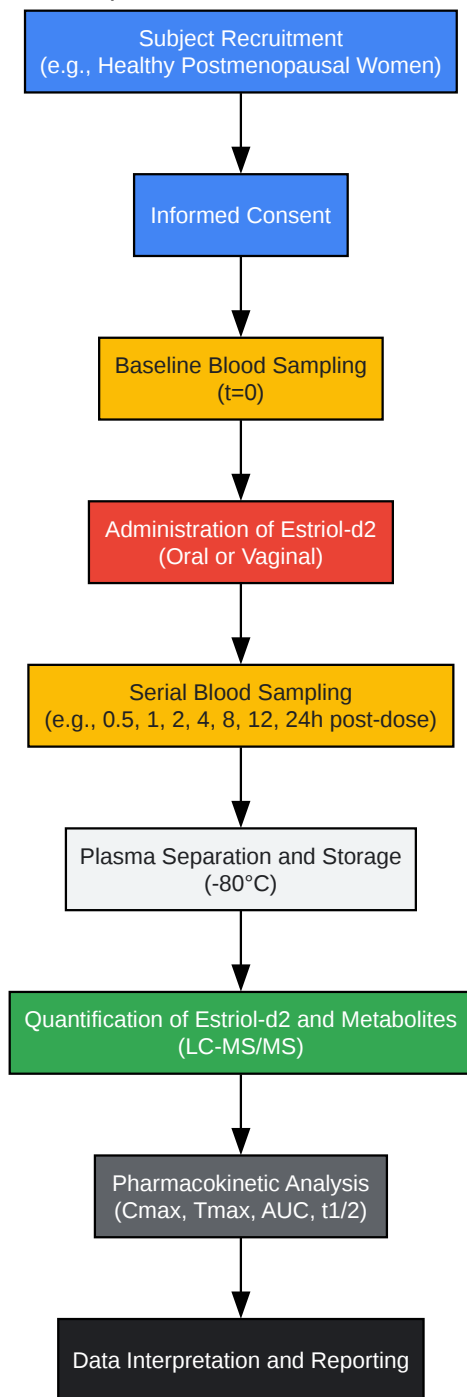 Subject Recruitment
(e.g., Healthy Postmenopausal Women)
Informed Consent
Baseline Blood Sampling
(t=0)
Administration of Estriol-d2
(Oral or Vaginal)
Serial Blood Sampling
(e.g., 0.5, 1, 2, 4, 8, 12, 24h post-dose)
Plasma Separation and Storage
(-80°C)
Quantification of Estriol-d2 and Metabolites
(LC-MS/MS)
Pharmacokinetic Analysis
(Cmax, Tmax, AUC, t1/2)
Data Interpretation and Reporting